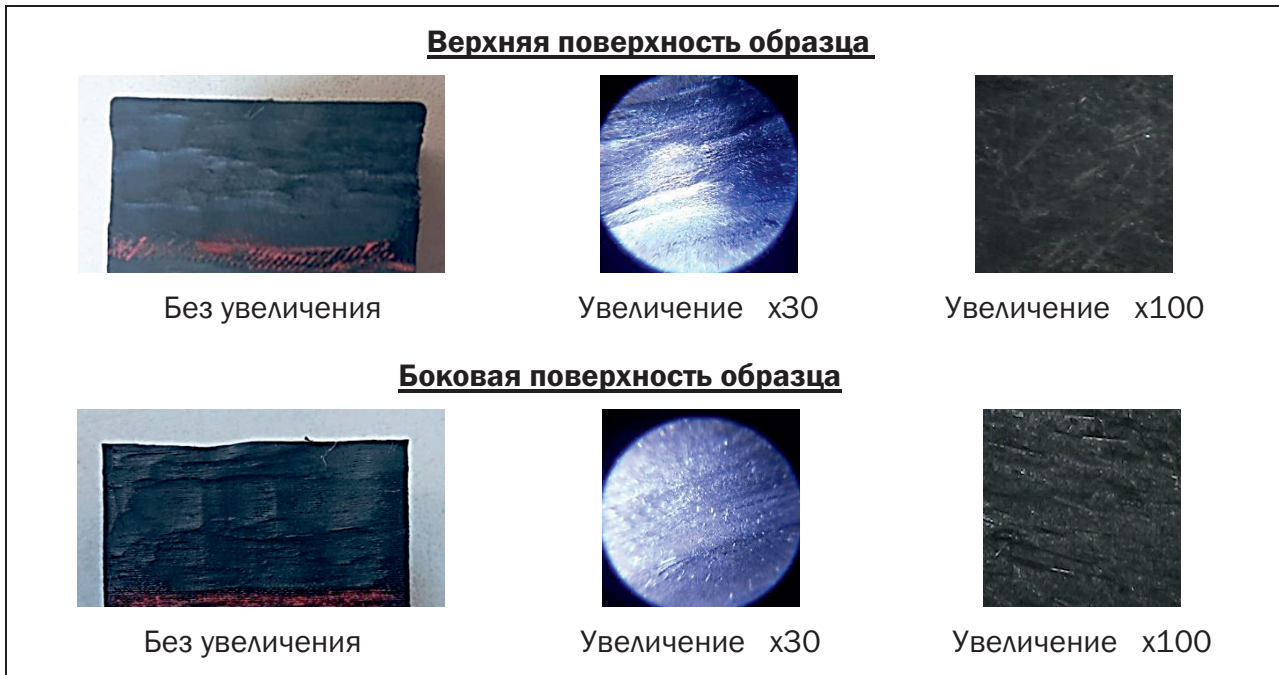 Верхняя поверхность образца
Без увеличения
Увеличение х30
Увеличение х100
Боковая поверхность образца
Без увеличения
Увеличение х30
Увеличение х100